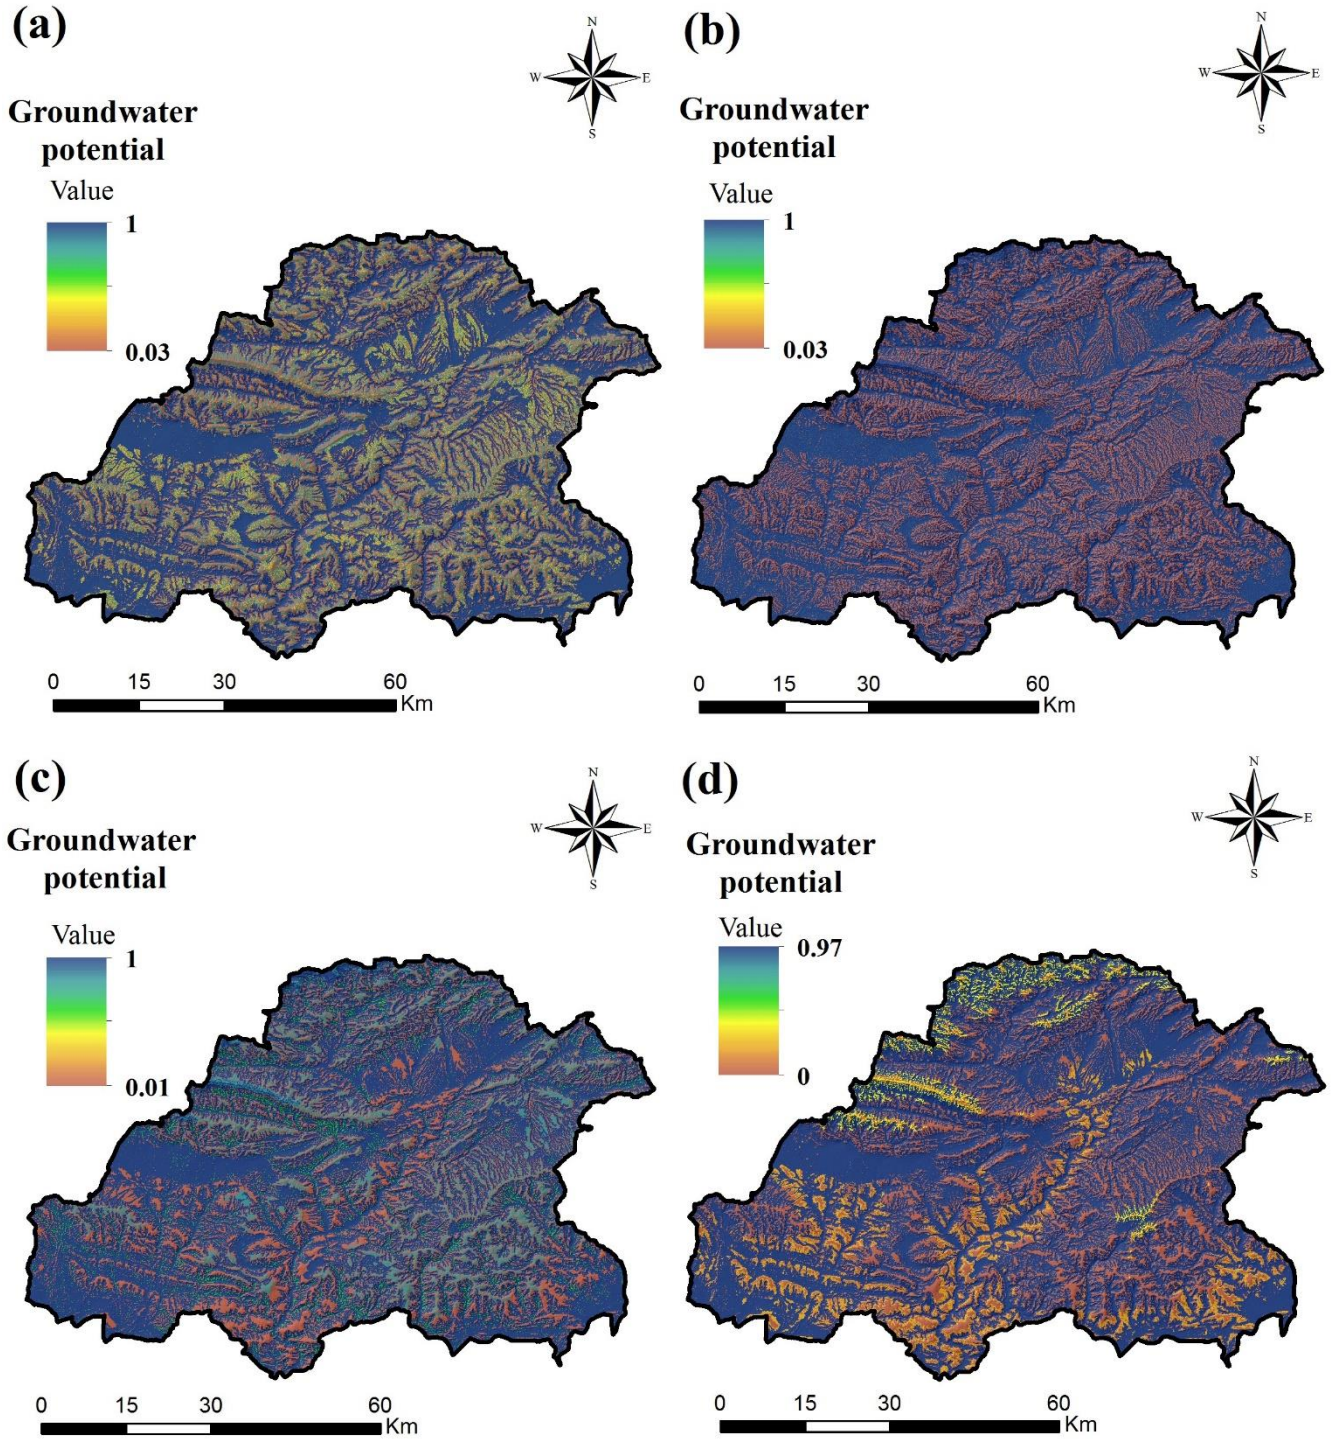 (a)
N
W
E
S
Groundwater
potential
Value
1
0.03
0
15
30
60
Km
(b)
N
W
E
S
Groundwater
potential
Value
1
0.03
0
15
30
60
Km
(c)
N
W
E
S
Groundwater
potential
Value
1
0.01
0
15
30
60
Km
(d)
N
W
E
S
Groundwater
potential
Value
0.97
0
0
15
30
60
Km